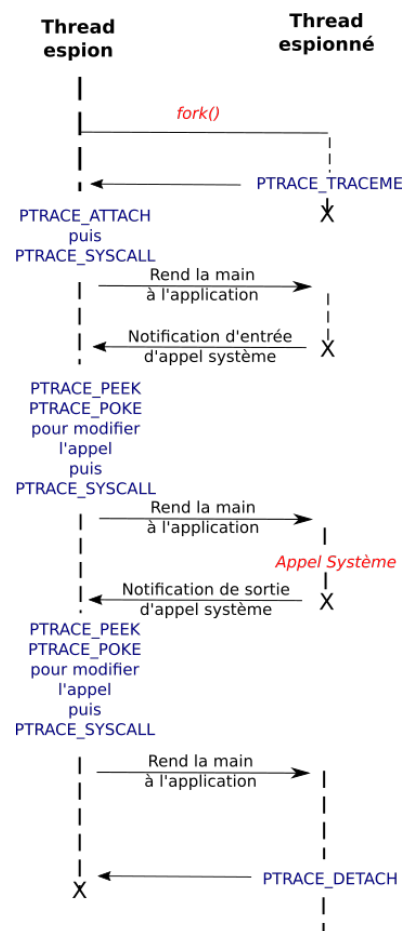 Thread
espion
Thread
espionné
fork()
PTRACE_TRACEME
X
PTRACE_ATTACH
puis
PTRACE_SYSCALL
Rend la main
à l'application
Notification d'entrée
d'appel système
X
PTRACE_PEEK
PTRACE_POKE
pour modifier
l'appel
puis
PTRACE_SYSCALL
Rend la main
à l'application
Appel Système
Notification de sortie
d'appel système
X
PTRACE_PEEK
PTRACE_POKE
pour modifier
l'appel
puis
PTRACE_SYSCALL
Rend la main
à l'application
PTRACE_DETACH
X